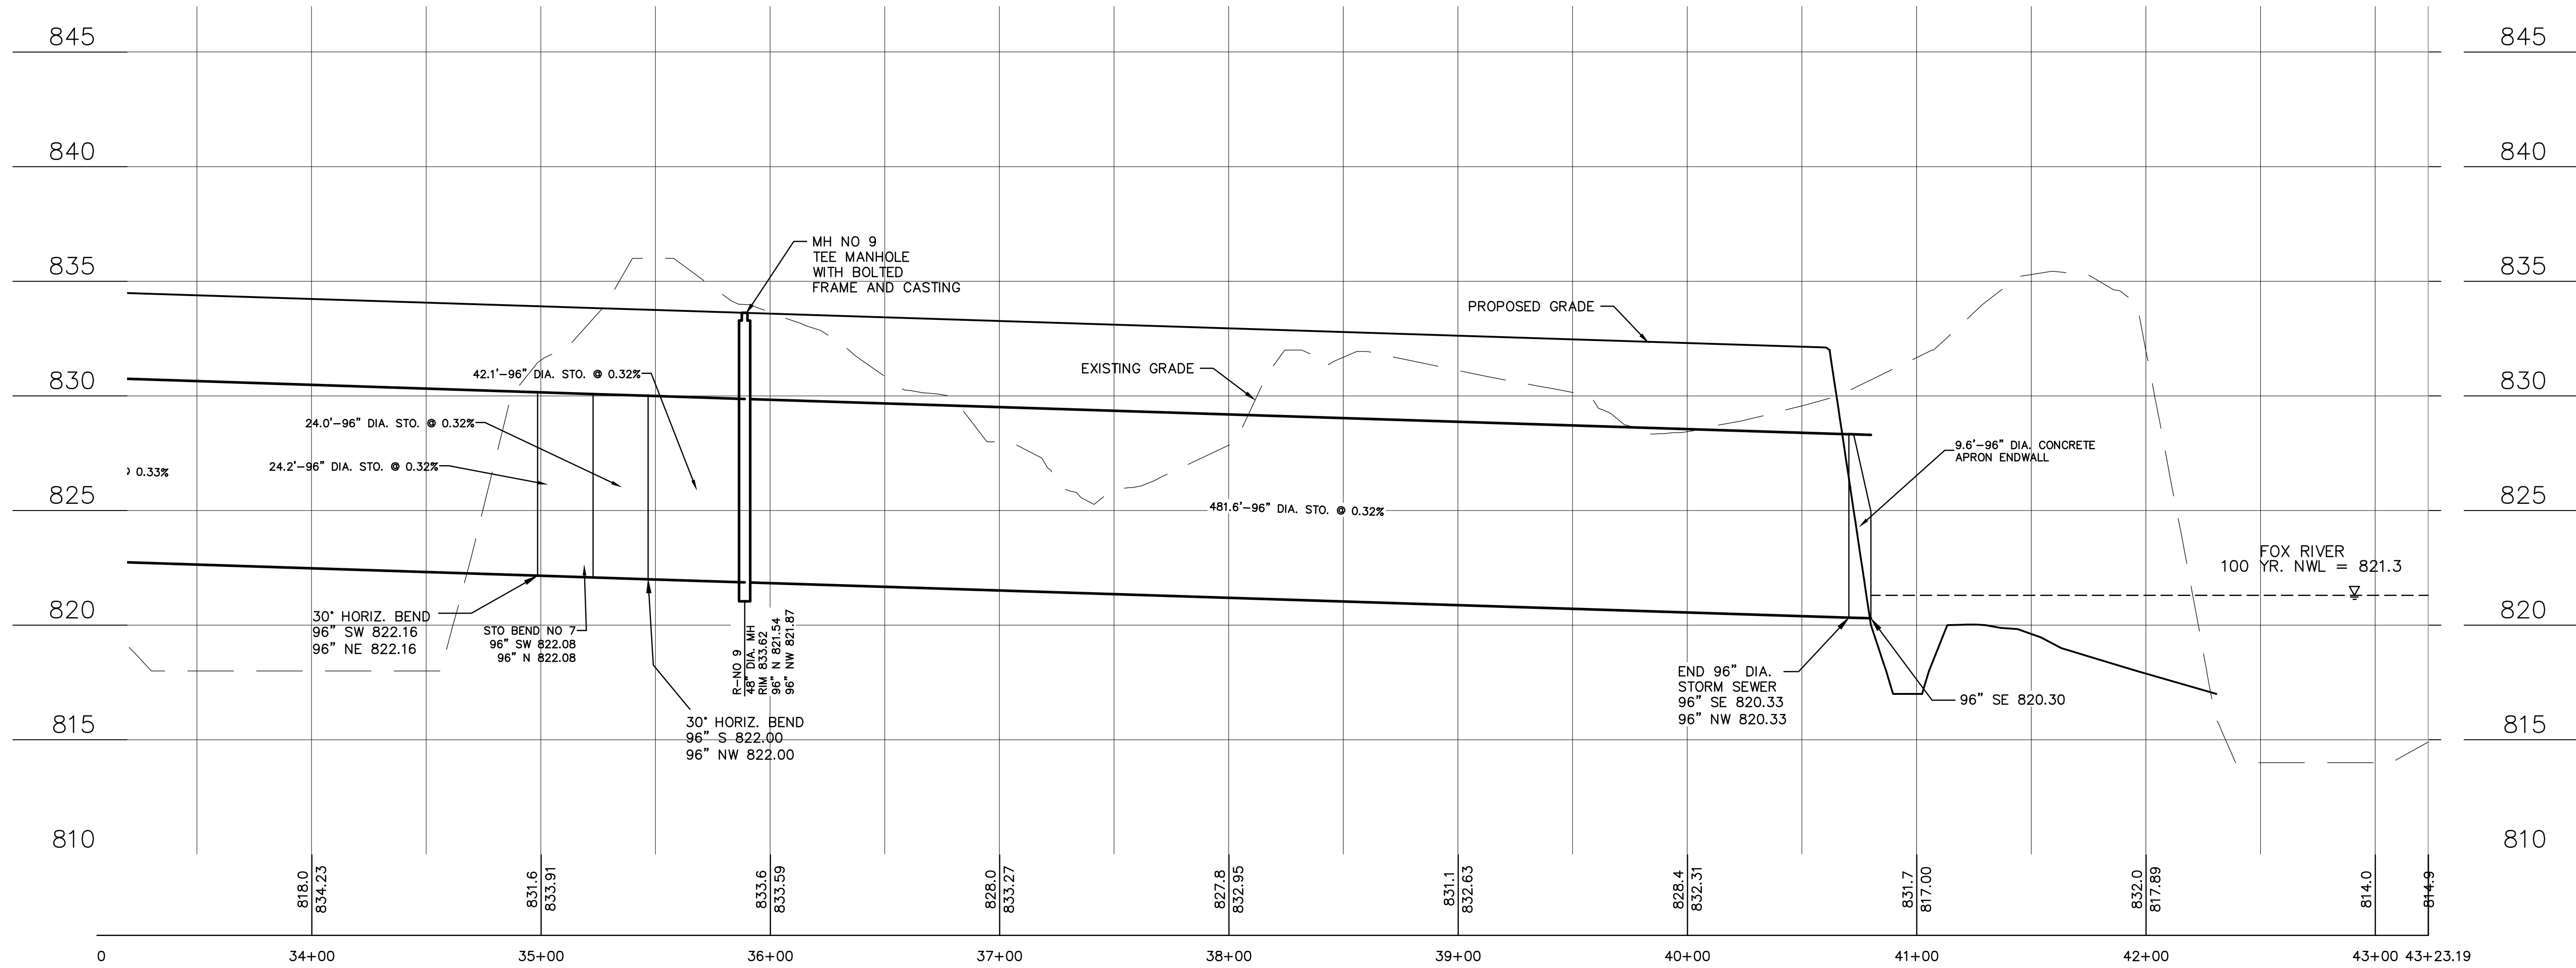 845
845
840
840
835
835
830
830
825
825
820
820
815
815
810
810
MH NO 9
TEE MANHOLE
WITH BOLTED
FRAME AND CASTING
PROPOSED GRADE
EXISTING GRADE
42.1'-96" DIA. STO. @ 0.32%
24.0'-96" DIA. STO. @ 0.32%
24.2'-96" DIA. STO. @ 0.32%
0.33%
481.6'-96" DIA. STO. @ 0.32%
9.6'-96" DIA. CONCRETE
APRON ENDWALL
FOX RIVER
100 YR. NWL = 821.3
30° HORIZ. BEND
96" SW 822.16
96" NE 822.16
STO BEND NO 7
96" SW 822.08
96" N 822.08
R-NO 9
48" DIA. MH
RIM 833.62
96" N 821.54
96" NW 821.87
30° HORIZ. BEND
96" S 822.00
96" NW 822.00
END 96" DIA.
STORM SEWER
96" SE 820.33
96" NW 820.33
96" SE 820.30
818.0
834.23
831.6
833.91
833.6
833.59
828.0
833.27
827.8
832.95
831.1
832.63
828.4
832.31
831.7
817.00
832.0
817.89
814.0
814.9
0
34+00
35+00
36+00
37+00
38+00
39+00
40+00
41+00
42+00
43+00
43+23.19